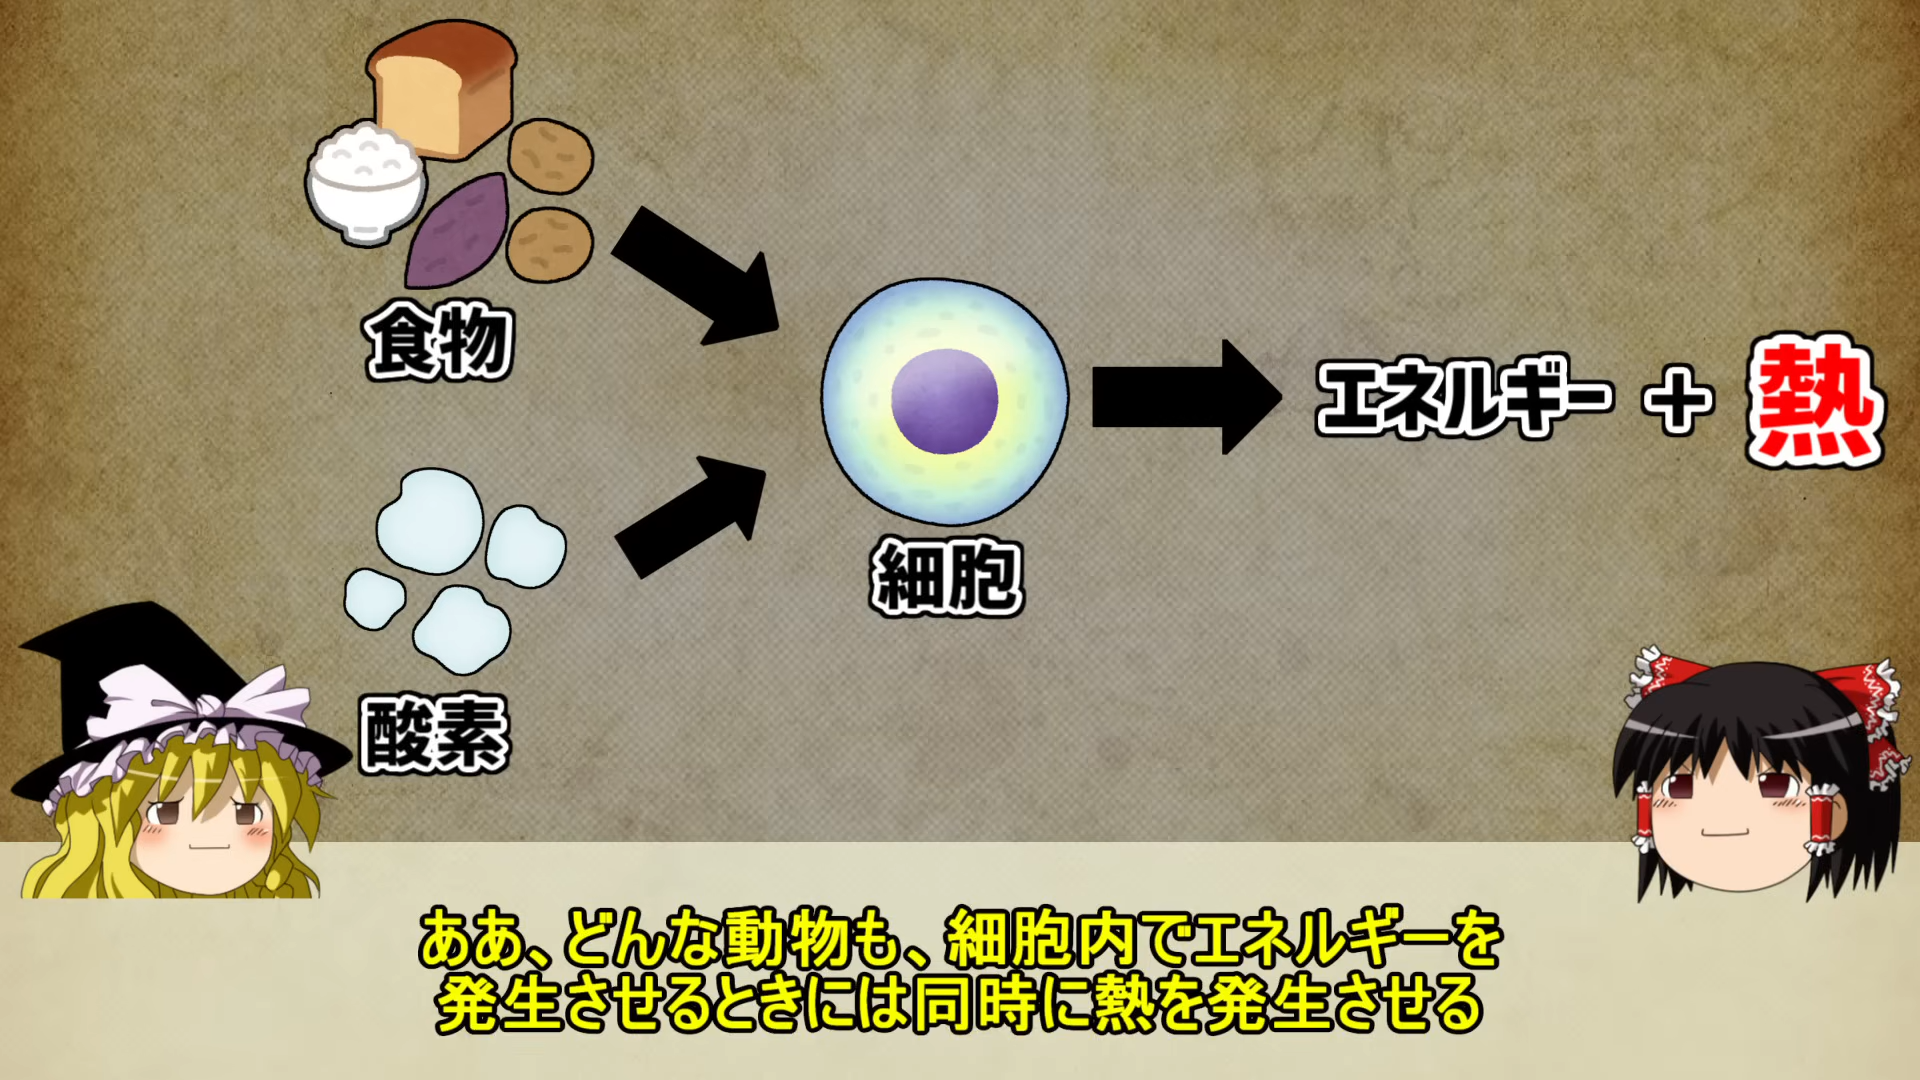 食物
酸素
細胞
エネルギー + 熱
ああ、どんな動物も、細胞内でエネルギーを
発生させるときには同時に熱を発生させる